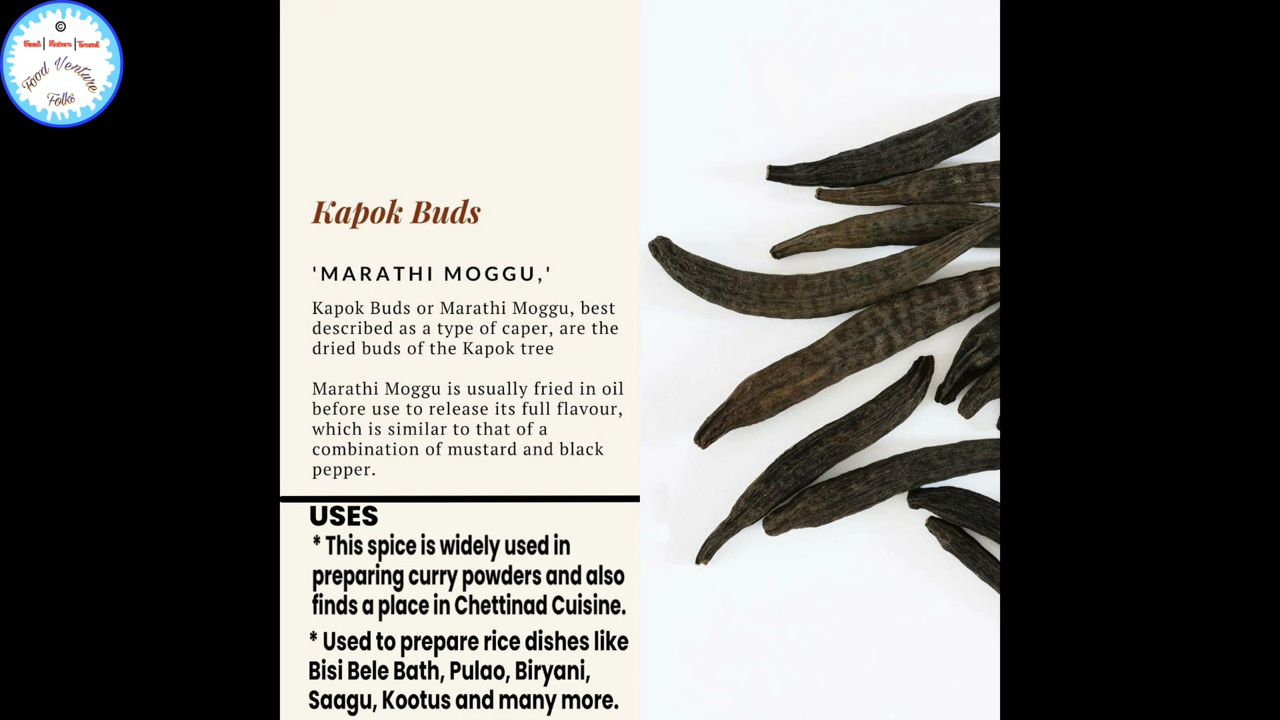 ©
Food | Nature | Travel
Food Venture
Folks
Kapok Buds
'MARATHI MOGGU,'
Kapok Buds or Marathi Moggu, best
described as a type of caper, are the
dried buds of the Kapok tree
Marathi Moggu is usually fried in oil
before use to release its full flavour,
which is similar to that of a
combination of mustard and black
pepper.
USES
* This spice is widely used in
preparing curry powders and also
finds a place in Chettinad Cuisine.
* Used to prepare rice dishes like
Bisi Bele Bath, Pulao, Biryani,
Saagu, Kootus and many more.